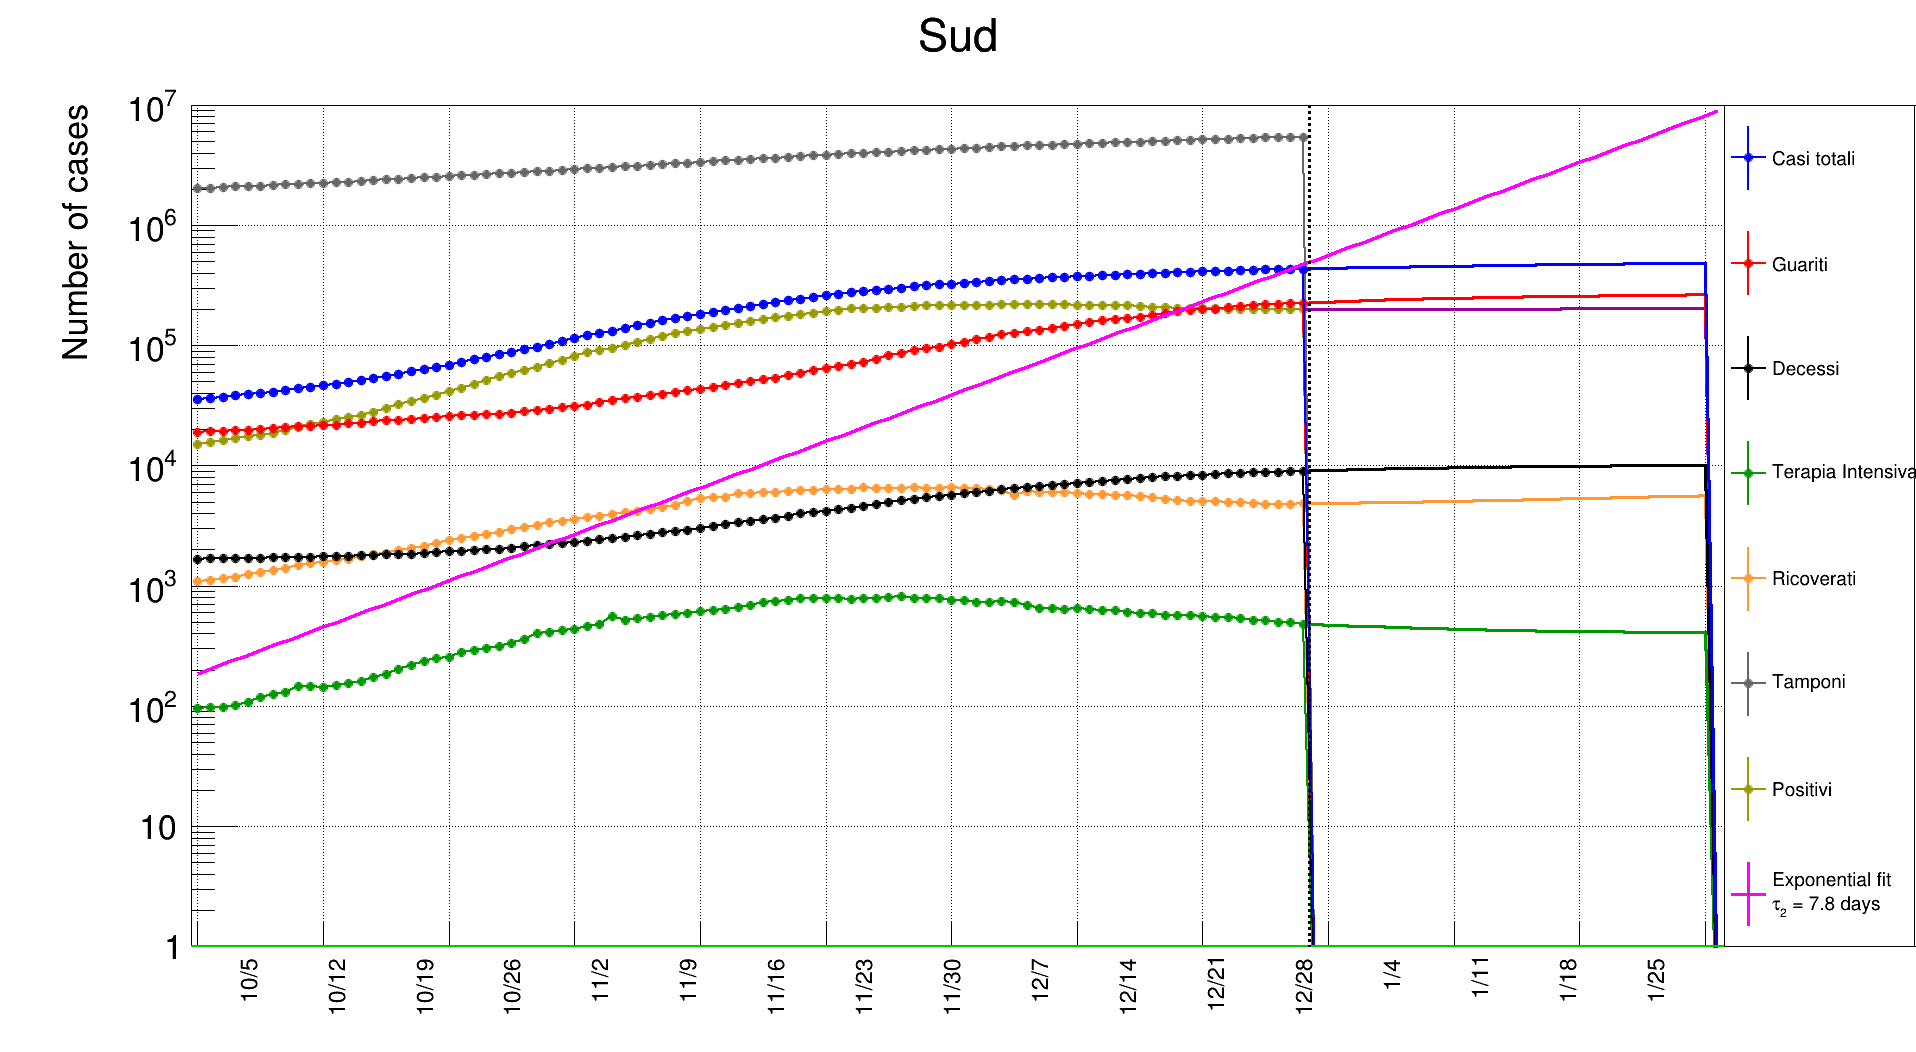 Sud
Number of cases
10^7
10^6
10^5
10^4
10^3
10^2
10
1
10/5
10/12
10/19
10/26
11/2
11/9
11/16
11/23
11/30
12/7
12/14
12/21
12/28
1/4
1/11
1/18
1/25
Casi totali
Guariti
Decessi
Terapia Intensiva
Ricoverati
Tamponi
Positivi
Exponential fit
τ_2 = 7.8 days